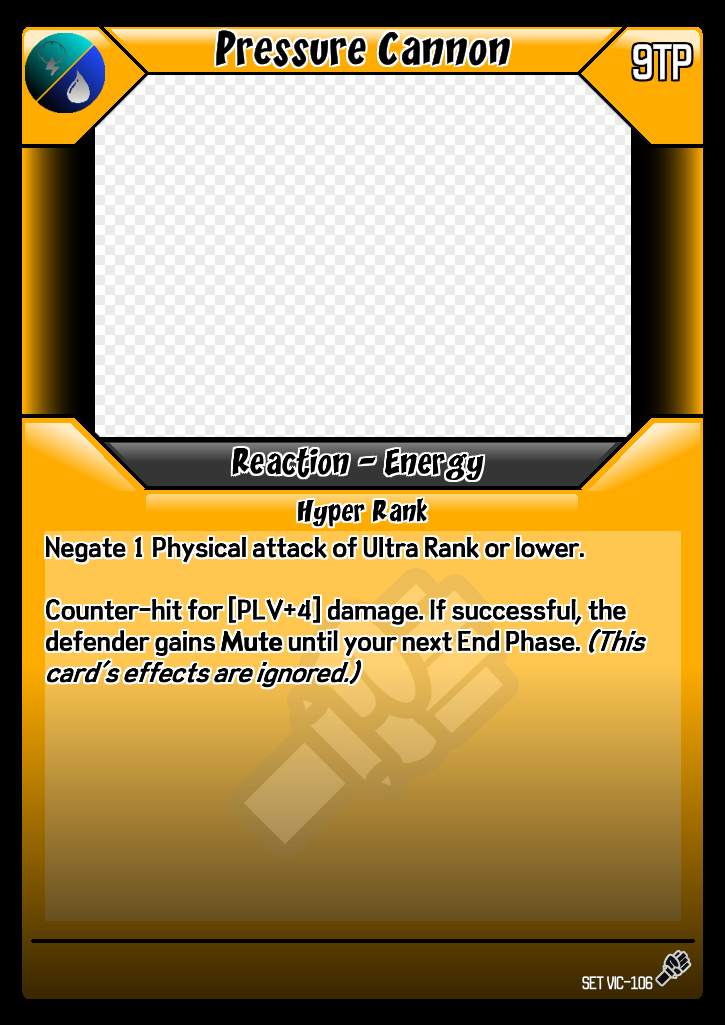 Pressure Cannon
9TP
Reaction - Energy
Hyper Rank
Negate 1 Physical attack of Ultra Rank or lower.
Counter-hit for [PLV+4] damage. If successful, the
defender gains Mute until your next End Phase. (This
card's effects are ignored.)
SET VIC-106